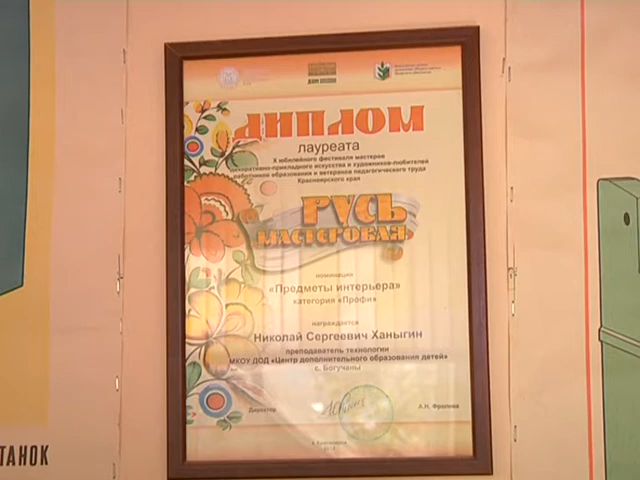 ДИПЛОМ
лауреата
X юбилейного фестиваля мастеров
декоративно-прикладного искусства и художников-любителей
работников образования и ветеранов педагогического труда
Красноярского края
РУСЬ
МАСТЕРОВАЯ
номинация
«Предметы интерьера»
категория «Профи»
награждается
Николай Сергеевич Ханыгин
преподаватель технологии
МКОУ ДОД «Центр дополнительного образования детей»
с. Богучаны
Директор
А.Н. Фролова
г. Красноярск
ТАНОК